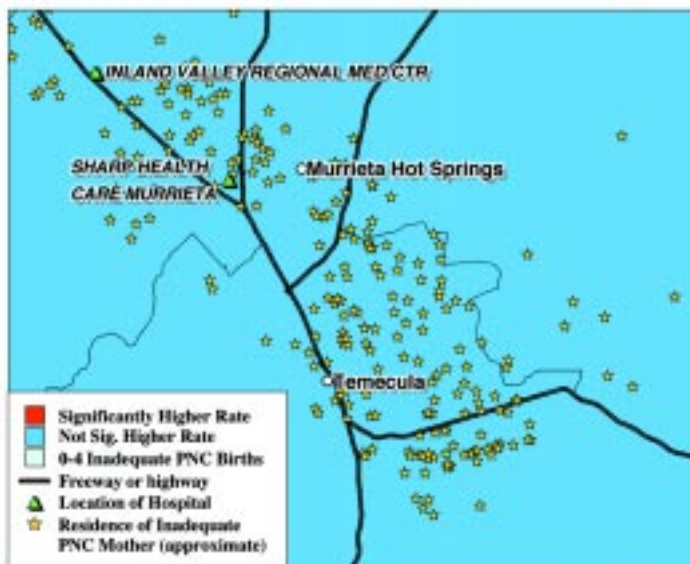 INLAND VALLEY REGIONAL MED CTR
SHARP HEALTH
CARE MURRIETA
Murrieta Hot Springs
Temecula
Significantly Higher Rate
Not Sig. Higher Rate
0-4 Inadequate PNC Births
Freeway or highway
Location of Hospital
Residence of Inadequate
PNC Mother (approximate)